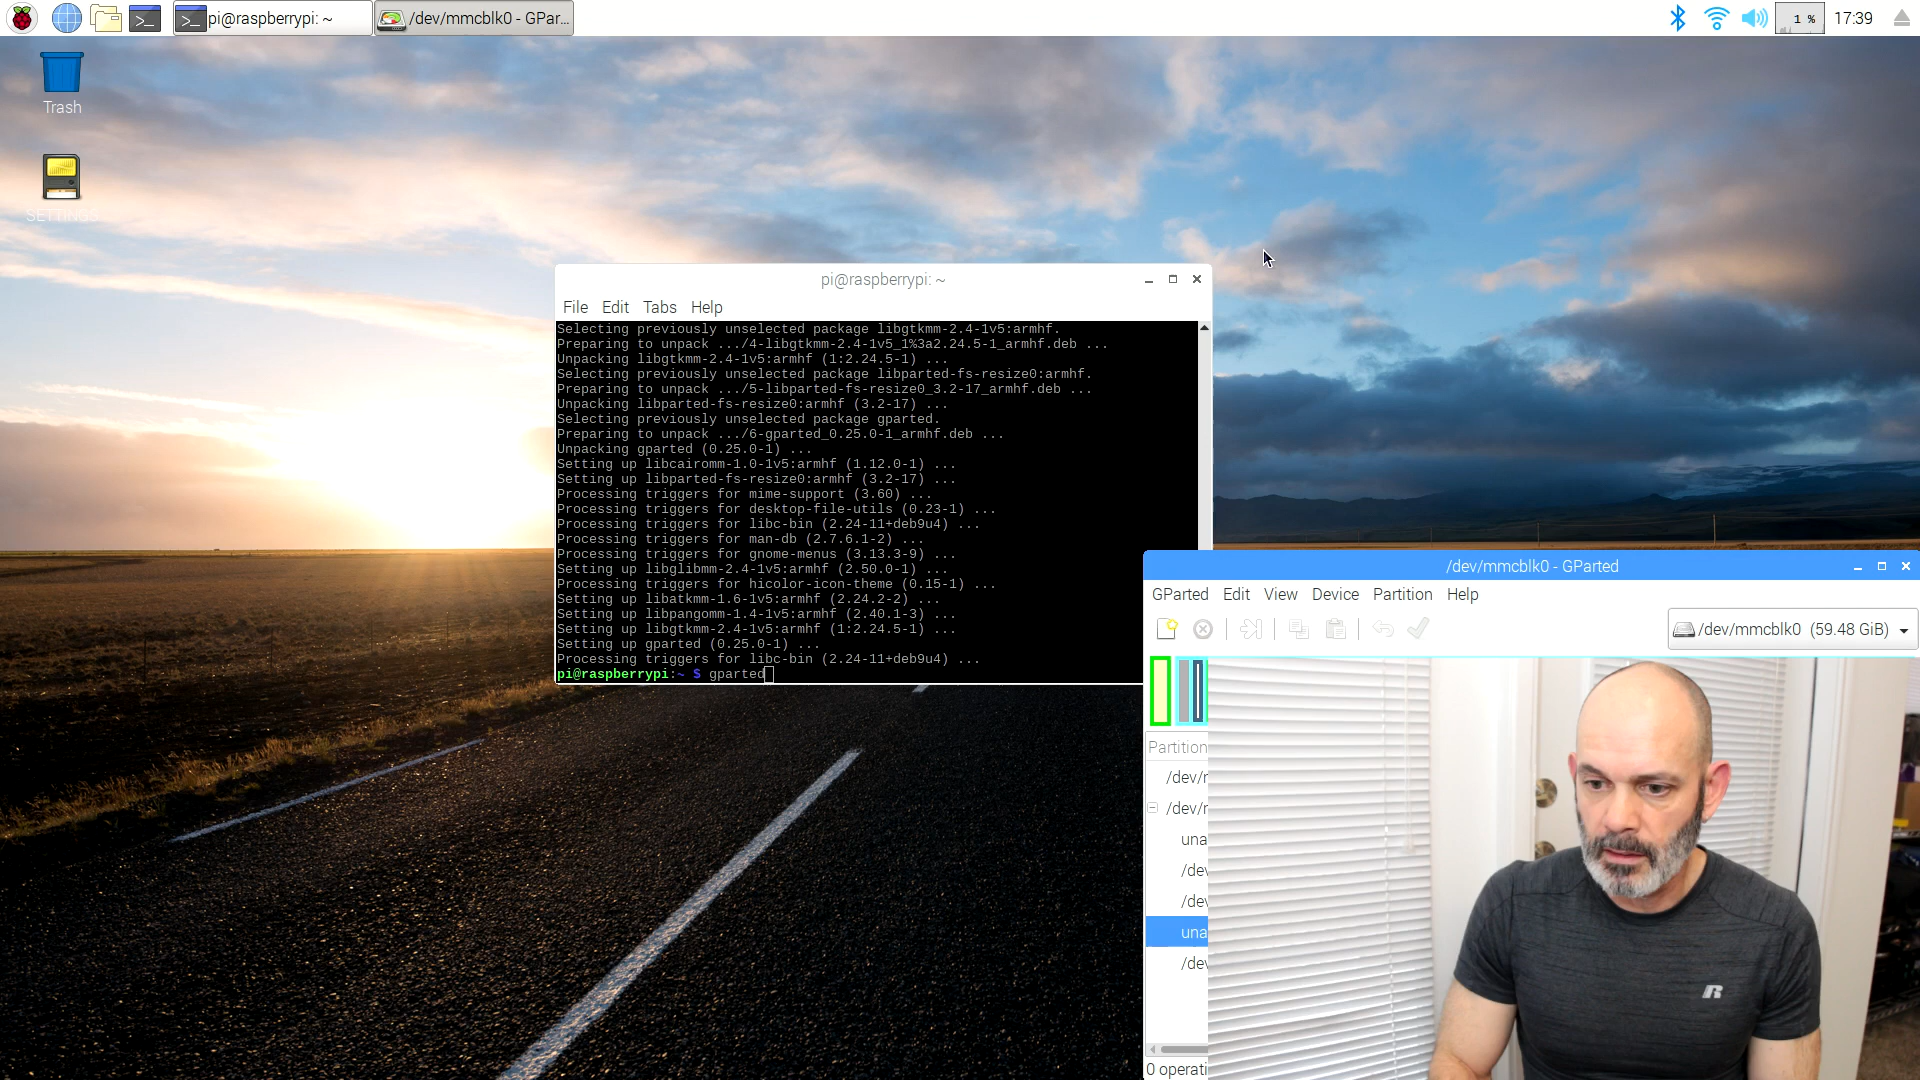 pi@raspberrypi: ~
/dev/mmcblk0 - GPar...
1 %
17:39
Trash
SETTINGS
pi@raspberrypi: ~
File Edit Tabs Help
Selecting previously unselected package libgtkmm-2.4-1v5:armhf.
Preparing to unpack .../4-libgtkmm-2.4-1v5_1%3a2.24.5-1_armhf.deb ...
Unpacking libgtkmm-2.4-1v5:armhf (1:2.24.5-1) ...
Selecting previously unselected package libparted-fs-resize0:armhf.
Preparing to unpack .../5-libparted-fs-resize0_3.2-17_armhf.deb ...
Unpacking libparted-fs-resize0:armhf (3.2-17) ...
Selecting previously unselected package gparted.
Preparing to unpack .../6-gparted_0.25.0-1_armhf.deb ...
Unpacking gparted (0.25.0-1) ...
Setting up libcairomm-1.0-1v5:armhf (1.12.0-1) ...
Setting up libparted-fs-resize0:armhf (3.2-17) ...
Processing triggers for mime-support (3.60) ...
Processing triggers for desktop-file-utils (0.23-1) ...
Processing triggers for libc-bin (2.24-11+deb9u4) ...
Processing triggers for man-db (2.7.6.1-2) ...
Processing triggers for gnome-menus (3.13.3-9) ...
Setting up libglibmm-2.4-1v5:armhf (2.50.0-1) ...
Processing triggers for hicolor-icon-theme (0.15-1) ...
Setting up libatkmm-1.6-1v5:armhf (2.24.2-2) ...
Setting up libpangomm-1.4-1v5:armhf (2.40.1-3) ...
Setting up libgtkmm-2.4-1v5:armhf (1:2.24.5-1) ...
Setting up gparted (0.25.0-1) ...
Processing triggers for libc-bin (2.24-11+deb9u4) ...
pi@raspberrypi:~ $ gparted
/dev/mmcblk0 - GParted
GParted Edit View Device Partition Help
/dev/mmcblk0 (59.48 GiB)
Partition
/dev/r
/dev/r
una
/dev
/dev
una
/dev
0 operati
R